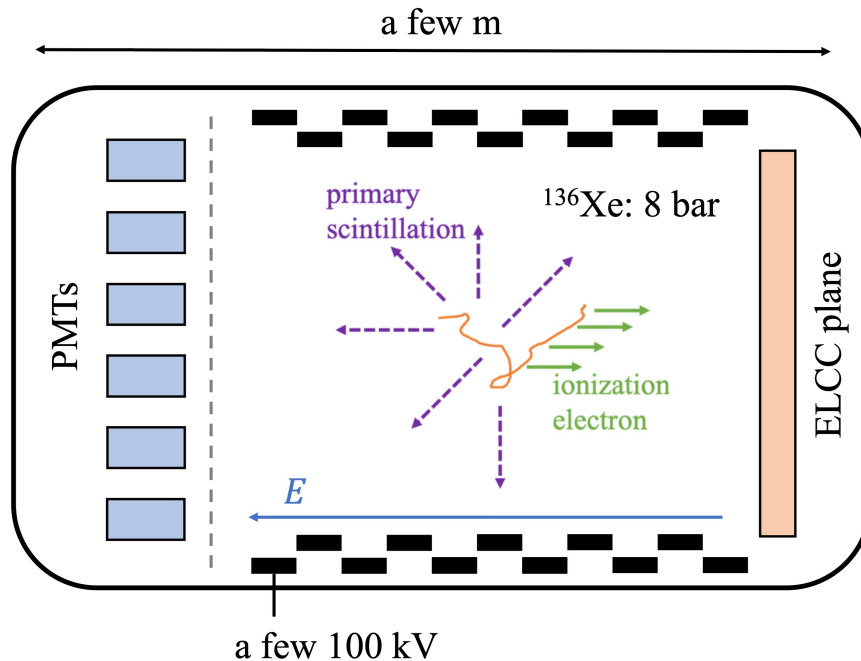 a few m
primary
scintillation
¹³⁶Xe: 8 bar
PMTs
ELCC plane
ionization
electron
E
a few 100 kV